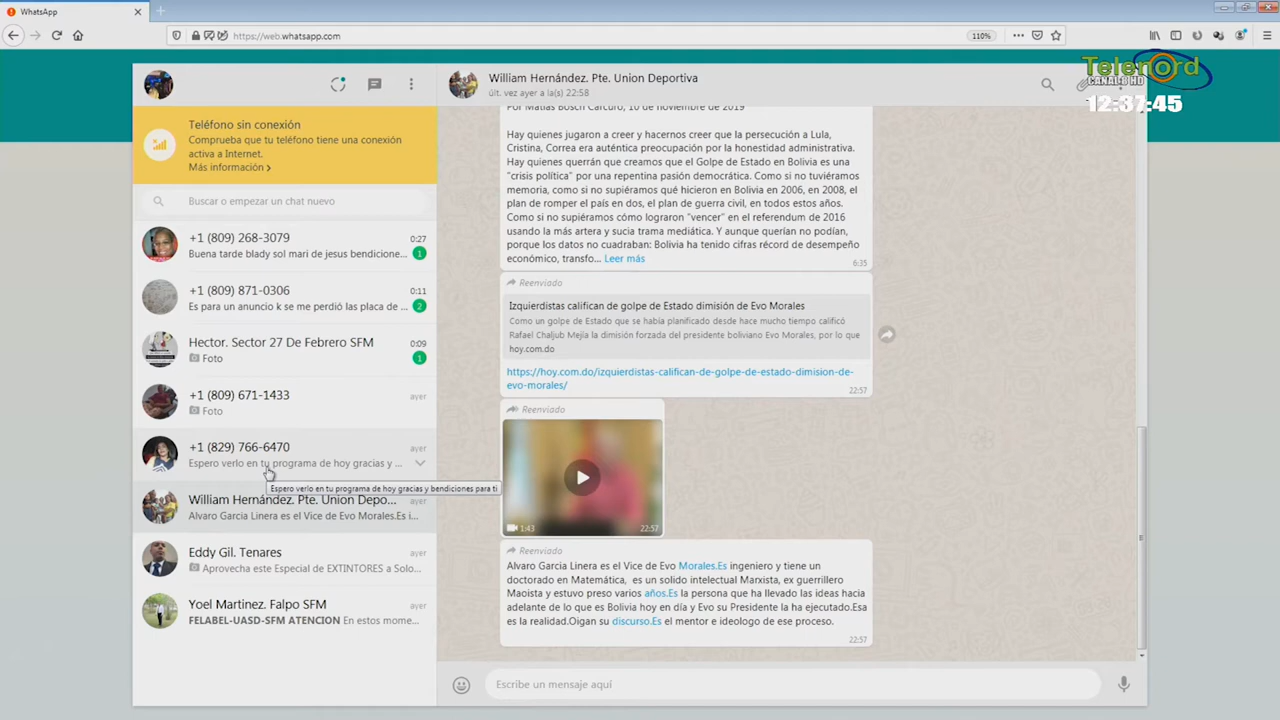 WhatsApp
https://web.whatsapp.com
110%
Telenord
CANAL 8 HD
12:37:45
Teléfono sin conexión
Comprueba que tu teléfono tiene una conexión
activa a Internet.
Más información
Buscar o empezar un chat nuevo
+1 (809) 268-3079
0:27
Buena tarde blady sol mari de jesus bendicione...
1
+1 (809) 871-0306
0:11
Es para un anuncio k se me perdió las placa de ...
2
Hector. Sector 27 De Febrero SFM
0:09
Foto
1
+1 (809) 671-1433
ayer
Foto
+1 (829) 766-6470
ayer
Espero verlo en tu programa de hoy gracias y ...
Espero verlo en tu programa de hoy gracias y bendiciones para ti
William Hernández. Pte. Union Depo...
ayer
Alvaro Garcia Linera es el Vice de Evo Morales.Es i...
Eddy Gil. Tenares
ayer
Aprovecha este Especial de EXTINTORES a Solo...
Yoel Martinez. Falpo SFM
ayer
FELABEL-UASD-SFM ATENCION En estos mome...
William Hernández. Pte. Union Deportiva
últ. vez ayer a la(s) 22:58
Por Matías Bosch Carcuro, 10 de noviembre de 2019
Hay quienes jugaron a creer y hacernos creer que la persecución a Lula,
Cristina, Correa era auténtica preocupación por la honestidad administrativa.
Hay quienes querrán que creamos que el Golpe de Estado en Bolivia es una
"crisis política" por una repentina pasión democrática. Como si no tuviéramos
memoria, como si no supiéramos qué hicieron en Bolivia en 2006, en 2008, el
plan de romper el país en dos, el plan de guerra civil, en todos estos años.
Como si no supiéramos cómo lograron "vencer" en el referendum de 2016
usando la más artera y sucia trama mediática. Y aunque querían no podían,
porque los datos no cuadraban: Bolivia ha tenido cifras récord de desempeño
económico, transfo... Leer más
6:35
Reenviado
Izquierdistas califican de golpe de Estado dimisión de Evo Morales
Como un golpe de Estado que se había planificado desde hace mucho tiempo calificó
Rafael Chaljub Mejía la dimisión forzada del presidente boliviano Evo Morales, por lo que
hoy.com.do
https://hoy.com.do/izquierdistas-califican-de-golpe-de-estado-dimision-de-
evo-morales/
22:57
Reenviado
1:43
22:57
Reenviado
Alvaro Garcia Linera es el Vice de Evo Morales.Es ingeniero y tiene un
doctorado en Matemática, es un solido intelectual Marxista, ex guerrillero
Maoista y estuvo preso varios años.Es la persona que ha llevado las ideas hacia
adelante de lo que es Bolivia hoy en día y Evo su Presidente la ha ejecutado.Esa
es la realidad.Oigan su discurso.Es el mentor e ideologo de ese proceso.
22:57
Escribe un mensaje aquí